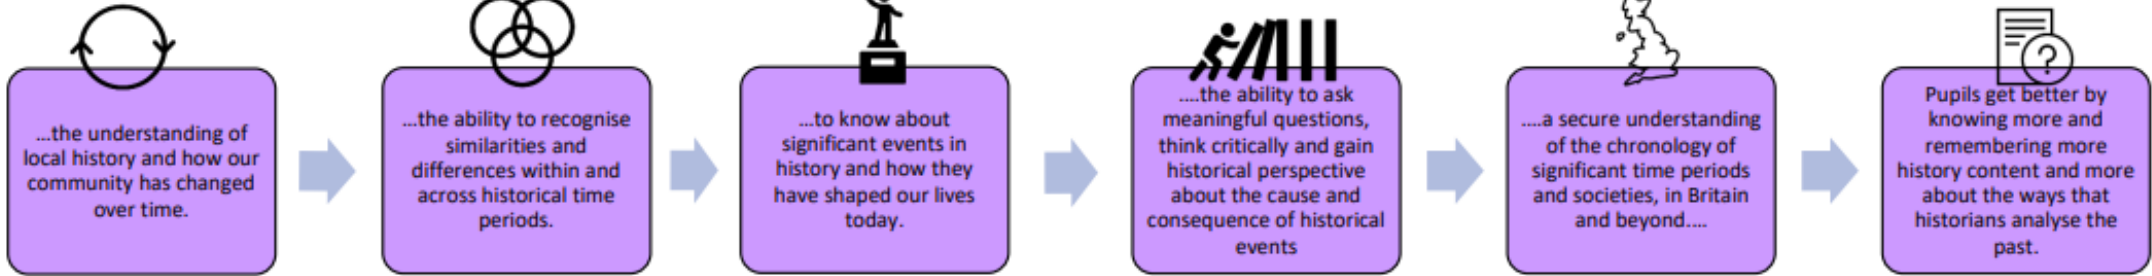 ...the understanding of
local history and how our
community has changed
over time.
...the ability to recognise
similarities and
differences within and
across historical time
periods.
...to know about
significant events in
history and how they
have shaped our lives
today.
....the ability to ask
meaningful questions,
think critically and gain
historical perspective
about the cause and
consequence of historical
events
....a secure understanding
of the chronology of
significant time periods
and societies, in Britain
and beyond....
?
Pupils get better by
knowing more and
remembering more
history content and more
about the ways that
historians analyse the
past.